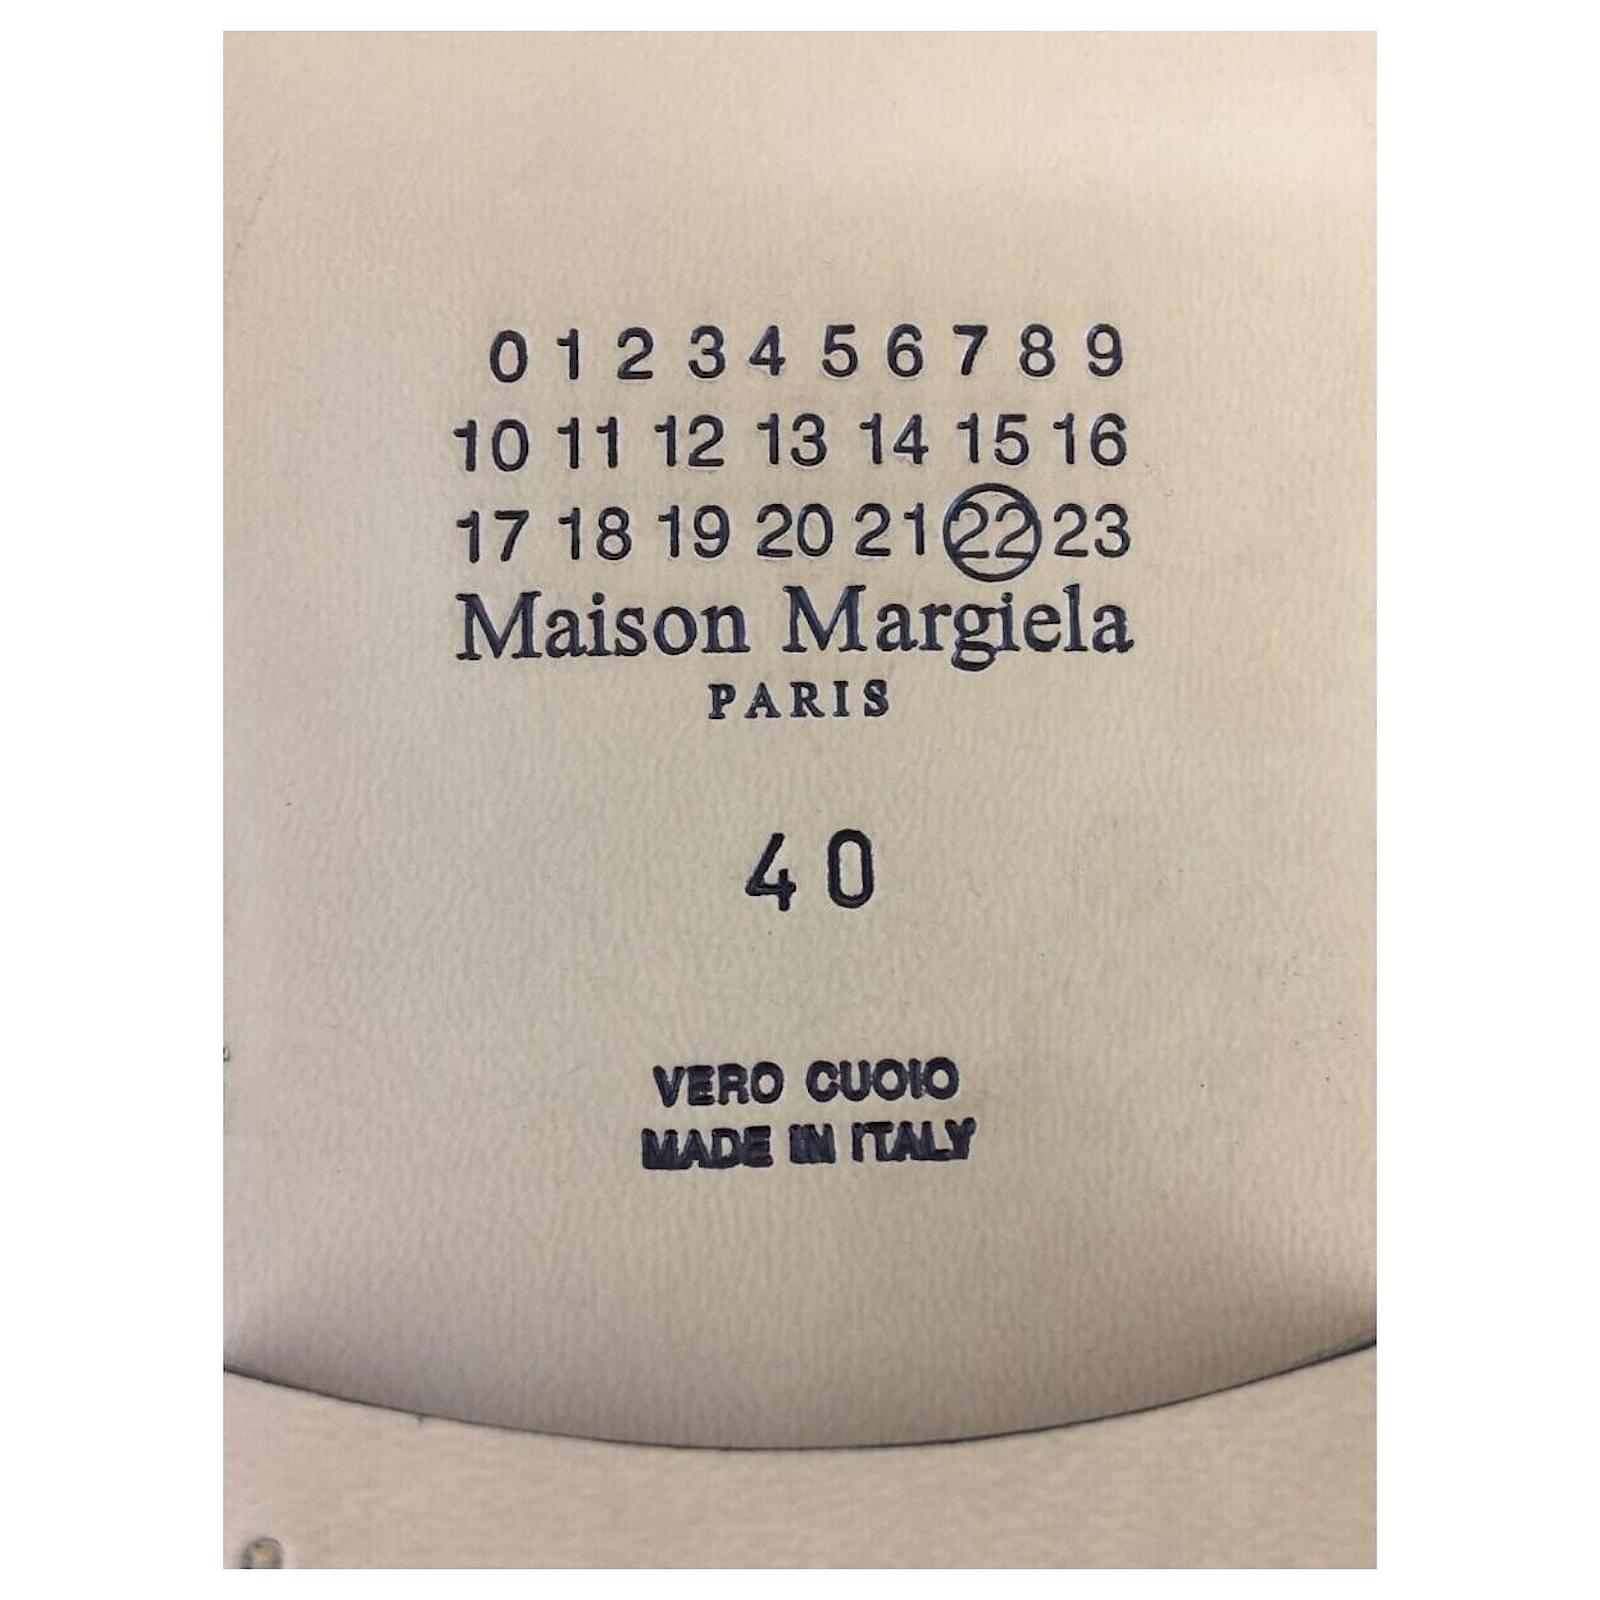 0 1 2 3 4 5 6 7 8 9
10 11 12 13 14 15 16
17 18 19 20 21 22 23
Maison Margiela
PARIS
40
VERO CUOIO
MADE IN ITALY